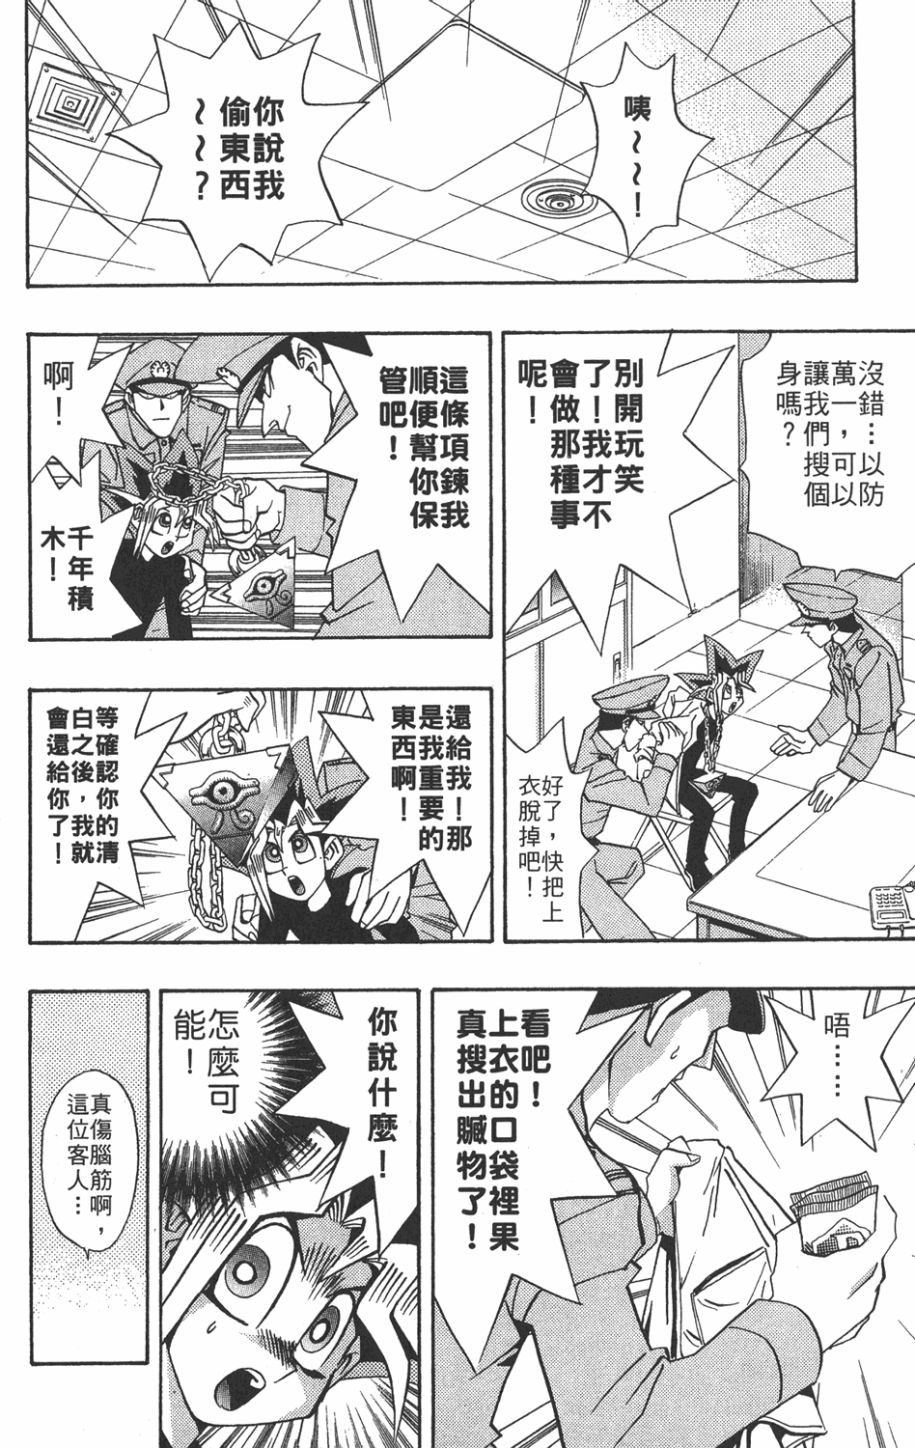 咦～～！
你說我
偷東西
～～？
沒錯…以防
萬一，可以
讓我們搜個
身嗎？
別開玩笑
了！我才不
會做那種事
呢！
好了，快把上
衣脫掉吧！
這條項鍊我
順便幫你保
管吧！
啊！
千年積
木！
還給我！那
是我重要的
東西啊！
等確認你的清
白之後，我就
會還給你了！
唔……
看吧！
上衣的口袋裡果
真搜出贓物了！
你說什麼！
怎麼可
能！
真傷腦筋啊，
這位客人…